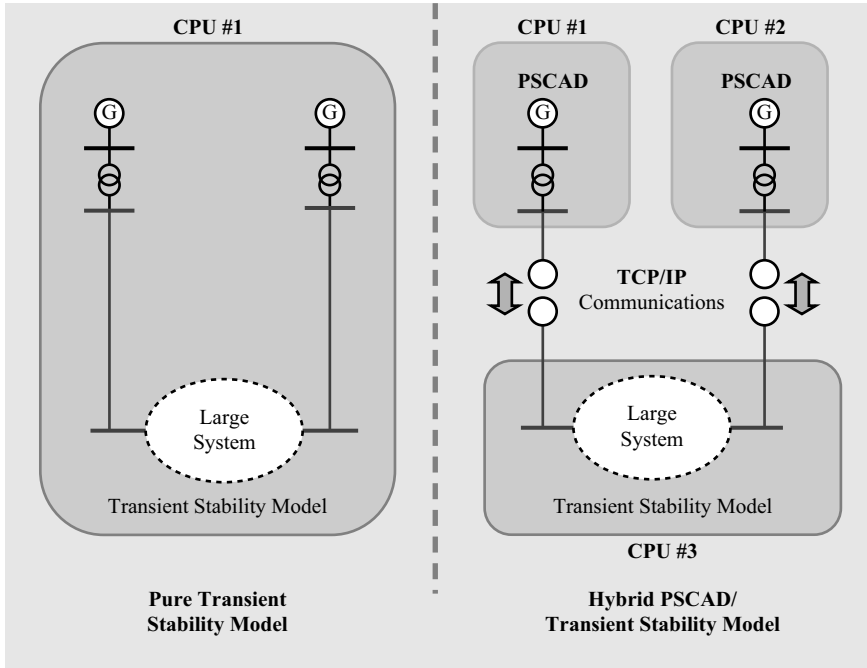 CPU #1
G
G
Large
System
Transient Stability Model
Pure Transient
Stability Model
CPU #1
CPU #2
PSCAD
PSCAD
G
G
TCP/IP
Communications
Large
System
Transient Stability Model
CPU #3
Hybrid PSCAD/
Transient Stability Model